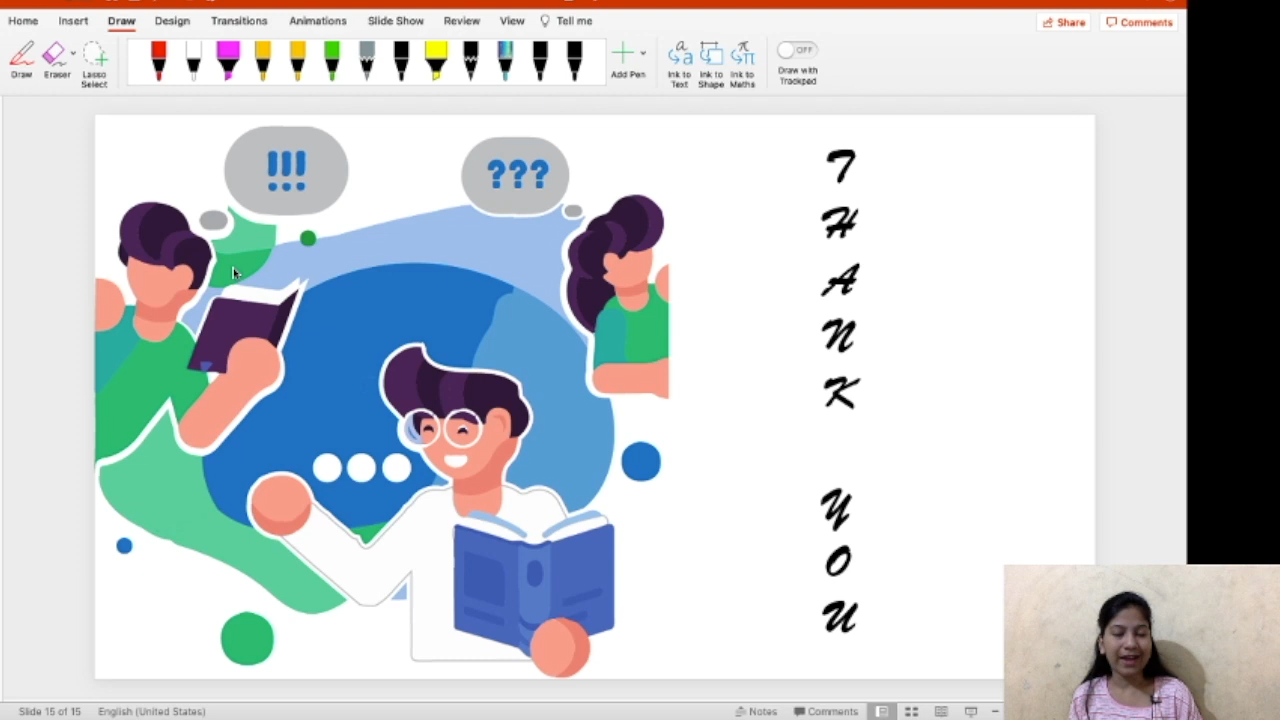 Home Insert Draw Design Transitions Animations Slide Show Review View Tell me Share Comments
Draw Eraser Lasso Select Add Pen Ink to Text Ink to Shape Ink to Maths OFF Draw with Trackpad
!!! ???
T
H
A
N
K
Y
O
U
Slide 15 of 15 English (United States) Notes Comments